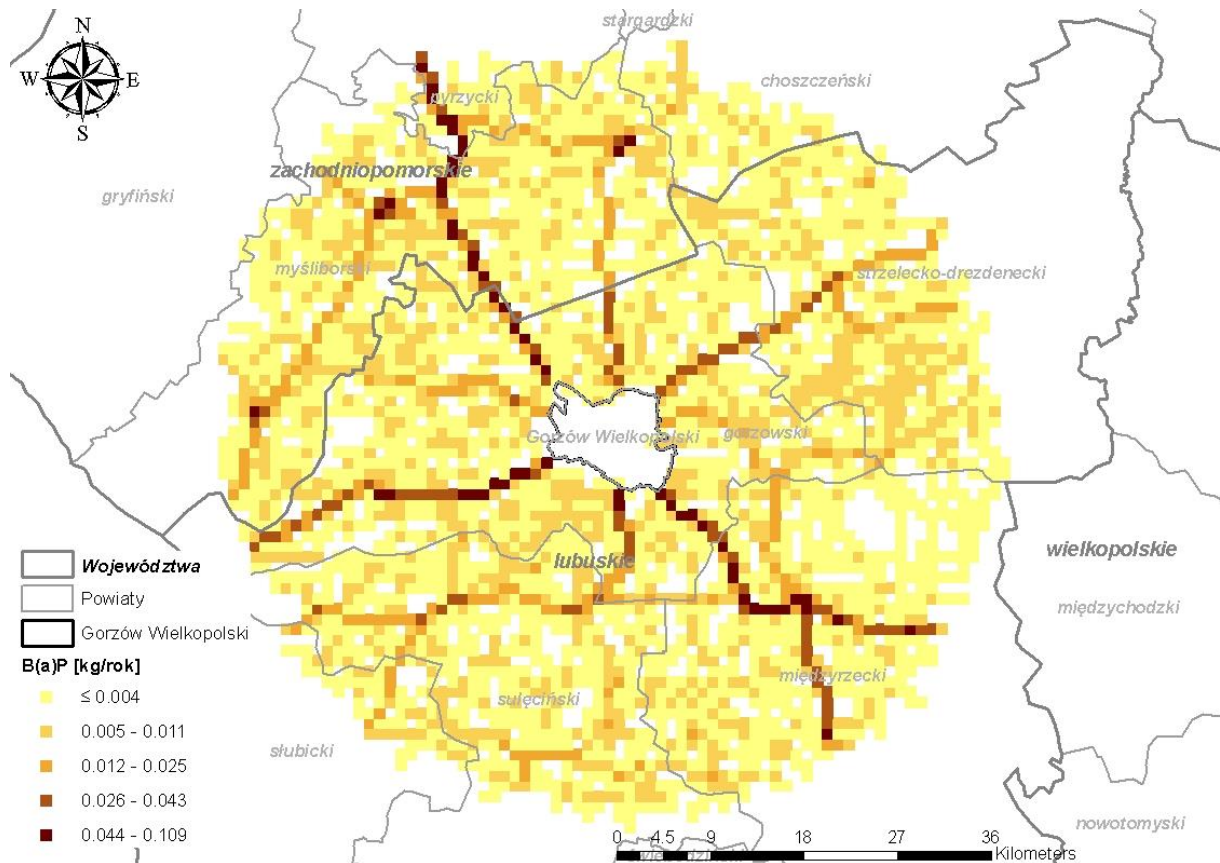 stargardzki
N
W E
S
choszczeński
pyrzycki
zachodniopomorskie
gryfiński
myśliborski
strzelecko-drezdenecki
Gorzów Wielkopolski
gorzowski
lubuskie
wielkopolskie
międzychodzki
międzyrzecki
sulęciński
słubicki
nowotomyski
Województwa
Powiaty
Gorzów Wielkopolski
B(a)P [kg/rok]
≤ 0.004
0.005 - 0.011
0.012 - 0.025
0.026 - 0.043
0.044 - 0.109
0 4.5 9 18 27 36
Kilometers